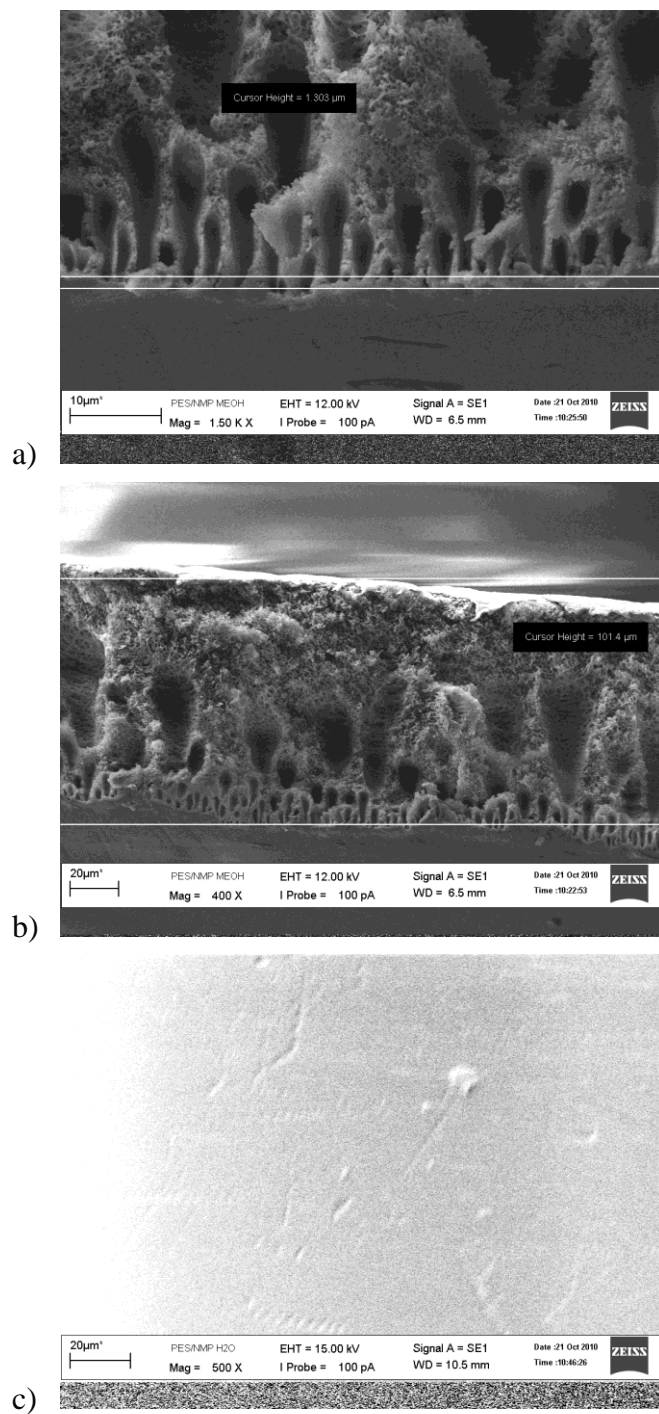 Cursor Height = 1.303 µm
10µm*
PES/NMP MEOH
Mag = 1.50 K X
EHT = 12.00 kV
I Probe = 100 pA
Signal A = SE1
WD = 6.5 mm
Date :21 Oct 2010
Time :10:25:50
ZEISS
a)
Cursor Height = 101.4 µm
20µm*
PES/NMP MEOH
Mag = 400 X
EHT = 12.00 kV
I Probe = 100 pA
Signal A = SE1
WD = 6.5 mm
Date :21 Oct 2010
Time :10:22:53
ZEISS
b)
20µm*
PES/NMP H2O
Mag = 500 X
EHT = 15.00 kV
I Probe = 100 pA
Signal A = SE1
WD = 10.5 mm
Date :21 Oct 2010
Time :10:46:26
ZEISS
c)